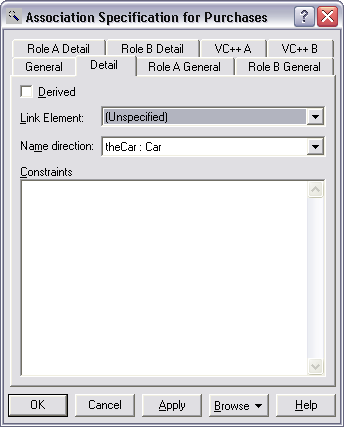 Association Specification for Purchases
Role A Detail Role B Detail VC++ A VC++ B
General Detail Role A General Role B General
Derived
Link Element: (Unspecified)
Name direction: theCar : Car
Constraints
OK Cancel Apply Browse Help